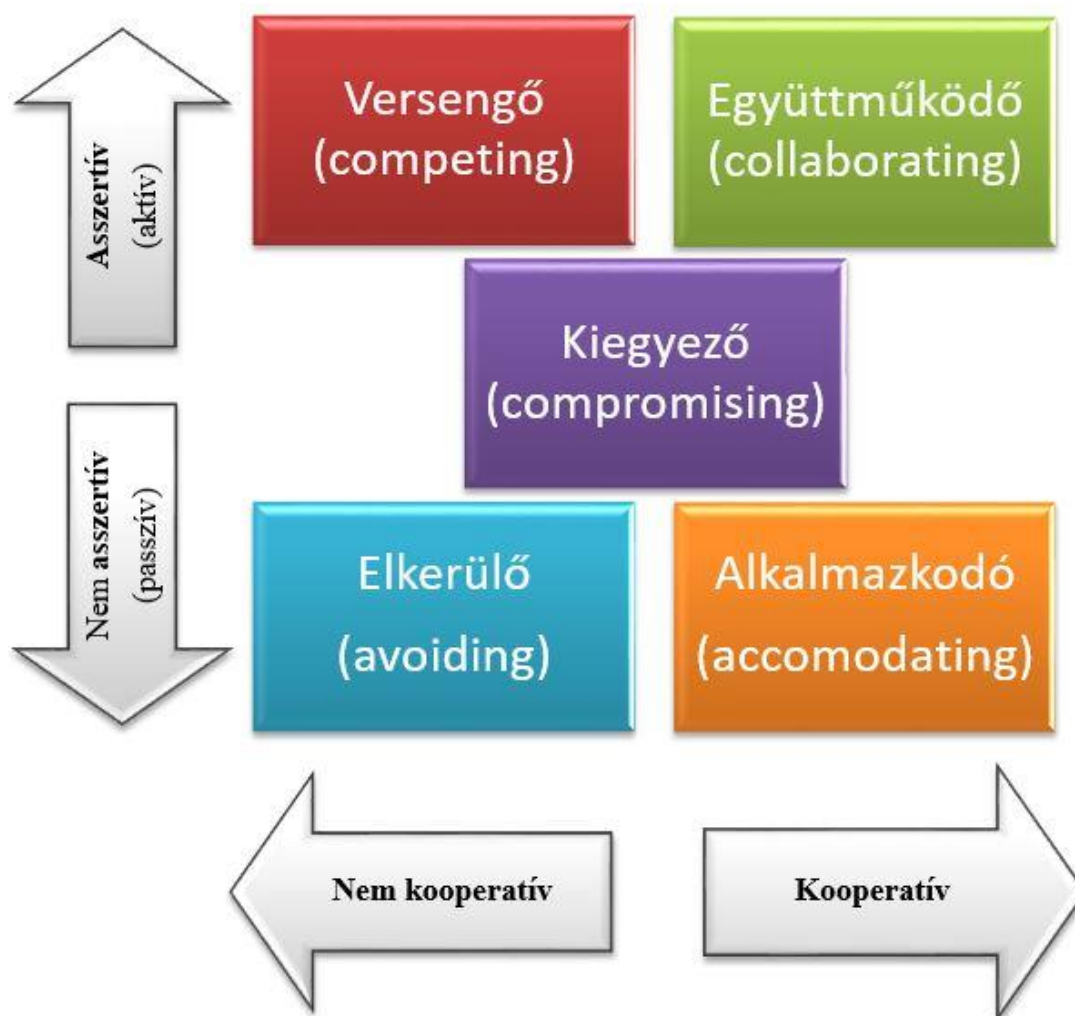 Asszertív
(aktív)
Versengő
(competing)
Együttműködő
(collaborating)
Kiegyező
(compromising)
Nem asszertív
(passzív)
Elkerülő
(avoiding)
Alkalmazkodó
(accomodating)
Nem kooperatív
Kooperatív